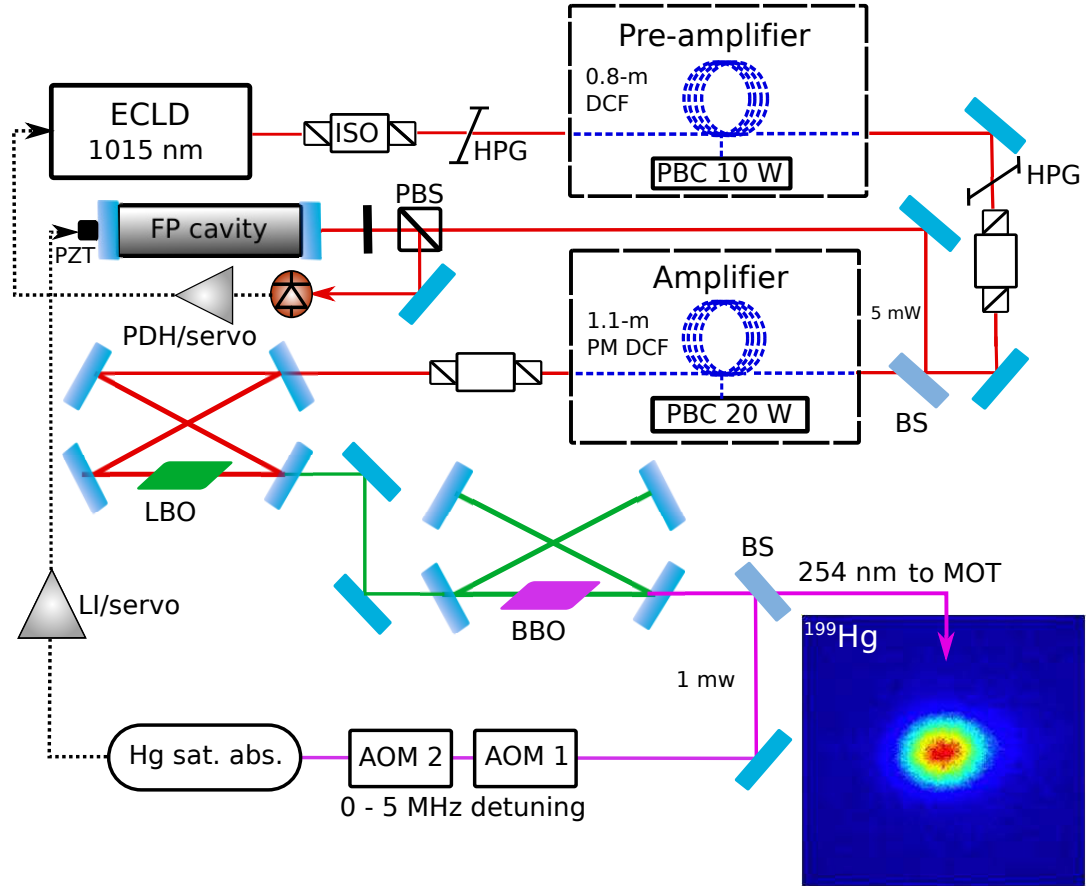 Pre-amplifier
0.8-m
DCF
ECLD
1015 nm
ISO
HPG
PBC 10 W
HPG
PBS
FP cavity
PZT
Amplifier
1.1-m
PM DCF
5 mW
PDH/servo
PBC 20 W
BS
LBO
BS
254 nm to MOT
LI/servo
BBO
¹⁹⁹Hg
1 mw
Hg sat. abs.
AOM 2
AOM 1
0 - 5 MHz detuning